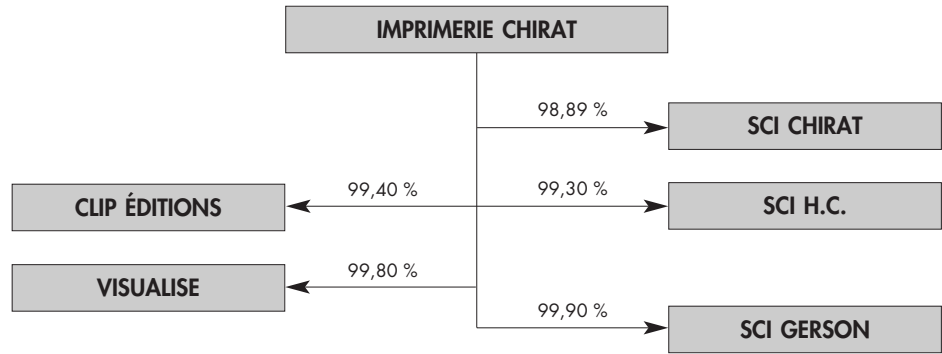 IMPRIMERIE CHIRAT
98,89 %
SCI CHIRAT
99,40 %
99,30 %
CLIP ÉDITIONS
SCI H.C.
99,80 %
VISUALISE
99,90 %
SCI GERSON